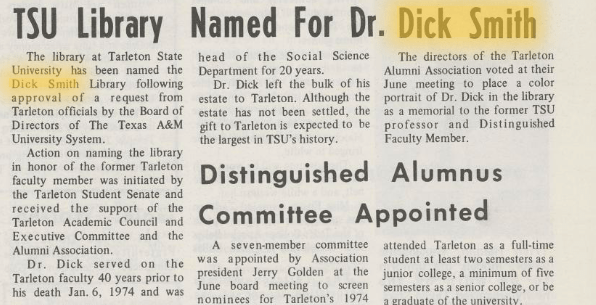 TSU Library Named For Dr. Dick Smith
The library at Tarleton State
University has been named the
Dick Smith Library following
approval of a request from
Tarleton officials by the Board of
Directors of The Texas A&M
University System.
Action on naming the library
in honor of the former Tarleton
faculty member was initiated by
the Tarleton Student Senate and
received the support of the
Tarleton Academic Council and
Executive Committee and the
Alumni Association.
Dr. Dick served on the
Tarleton faculty 40 years prior to
his death Jan. 6, 1974 and was
head of the Social Science
Department for 20 years.
Dr. Dick left the bulk of his
estate to Tarleton. Although the
estate has not been settled, the
gift to Tarleton is expected to be
the largest in TSU's history.
The directors of the Tarleton
Alumni Association voted at their
June meeting to place a color
portrait of Dr. Dick in the library
as a memorial to the former TSU
professor and Distinguished
Faculty Member.
Distinguished Alumnus
Committee Appointed
A seven-member committee
was appointed by Association
president Jerry Golden at the
June board meeting to screen
nominees for Tarleton's 1974
attended Tarleton as a full-time
student at least two semesters as a
junior college, a minimum of five
semesters as a senior college, or be
a graduate of the university.